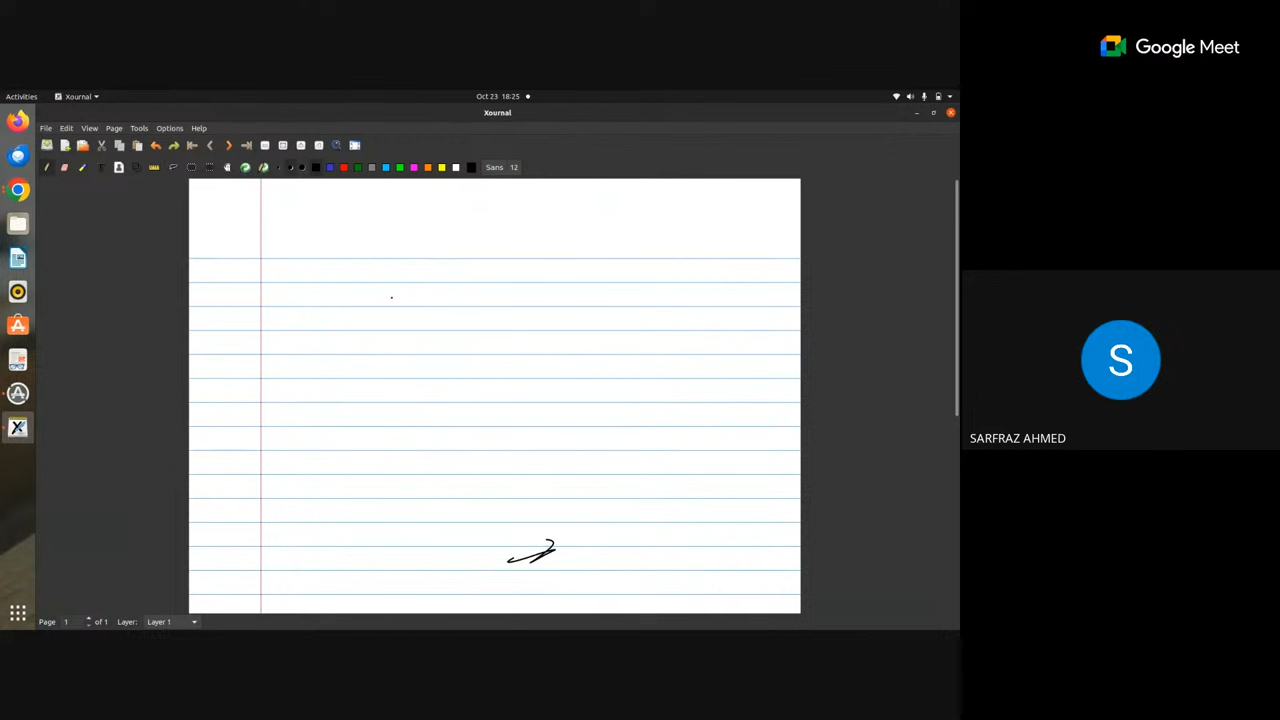 Google Meet
Activities
Xournal
Oct 23 18:25
Xournal
File Edit View Page Tools Options Help
Sans 12
S
SARFRAZ AHMED
Page 1 of 1 Layer: Layer 1